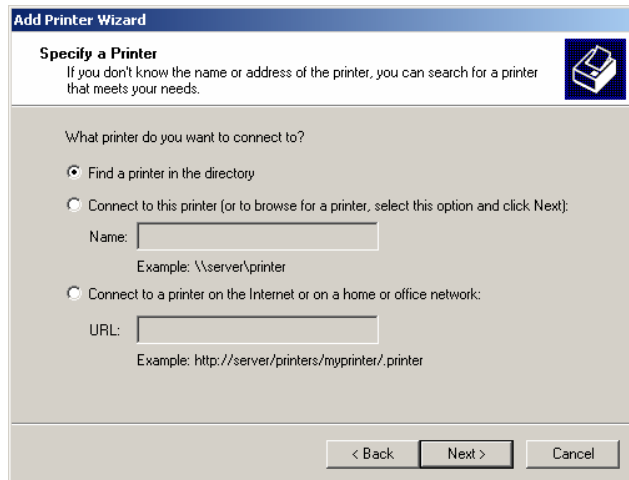 Add Printer Wizard
Specify a Printer
If you don't know the name or address of the printer, you can search for a printer
that meets your needs.
What printer do you want to connect to?
Find a printer in the directory
Connect to this printer (or to browse for a printer, select this option and click Next):
Name:
Example: \\server\printer
Connect to a printer on the Internet or on a home or office network:
URL:
Example: http://server/printers/myprinter/.printer
< Back
Next >
Cancel